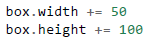 box.width += 50
box.height += 100